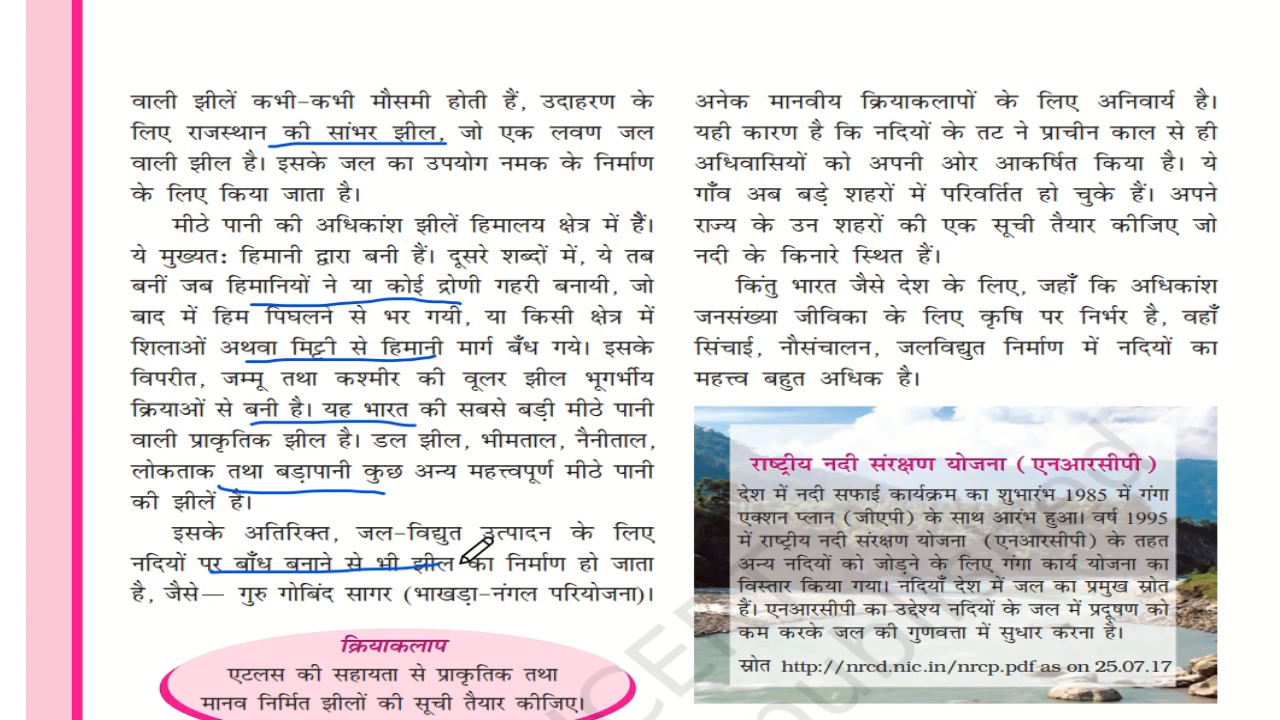 वाली झीलें कभी-कभी मौसमी होती हैं, उदाहरण के
लिए राजस्थान की सांभर झील, जो एक लवण जल
वाली झील है। इसके जल का उपयोग नमक के निर्माण
के लिए किया जाता है।
मीठे पानी की अधिकांश झीलें हिमालय क्षेत्र में हैं।
ये मुख्यतः हिमानी द्वारा बनी हैं। दूसरे शब्दों में, ये तब
बनीं जब हिमानियों ने या कोई द्रोणी गहरी बनायी, जो
बाद में हिम पिघलने से भर गयी, या किसी क्षेत्र में
शिलाओं अथवा मिट्टी से हिमानी मार्ग बँध गये। इसके
विपरीत, जम्मू तथा कश्मीर की वूलर झील भूगर्भीय
क्रियाओं से बनी है। यह भारत की सबसे बड़ी मीठे पानी
वाली प्राकृतिक झील है। डल झील, भीमताल, नैनीताल,
लोकताक तथा बड़ापानी कुछ अन्य महत्त्वपूर्ण मीठे पानी
की झीलें हैं।
इसके अतिरिक्त, जल-विद्युत उत्पादन के लिए
नदियों पर बाँध बनाने से भी झील का निर्माण हो जाता
है, जैसे— गुरु गोबिंद सागर (भाखड़ा-नंगल परियोजना)।
क्रियाकलाप
एटलस की सहायता से प्राकृतिक तथा
मानव निर्मित झीलों की सूची तैयार कीजिए।
अनेक मानवीय क्रियाकलापों के लिए अनिवार्य है।
यही कारण है कि नदियों के तट ने प्राचीन काल से ही
अधिवासियों को अपनी ओर आकर्षित किया है। ये
गाँव अब बड़े शहरों में परिवर्तित हो चुके हैं। अपने
राज्य के उन शहरों की एक सूची तैयार कीजिए जो
नदी के किनारे स्थित हैं।
किंतु भारत जैसे देश के लिए, जहाँ कि अधिकांश
जनसंख्या जीविका के लिए कृषि पर निर्भर है, वहाँ
सिंचाई, नौसंचालन, जलविद्युत निर्माण में नदियों का
महत्त्व बहुत अधिक है।
राष्ट्रीय नदी संरक्षण योजना (एनआरसीपी)
देश में नदी सफाई कार्यक्रम का शुभारंभ 1985 में गंगा
एक्शन प्लान (जीएपी) के साथ आरंभ हुआ। वर्ष 1995
में राष्ट्रीय नदी संरक्षण योजना (एनआरसीपी) के तहत
अन्य नदियों को जोड़ने के लिए गंगा कार्य योजना का
विस्तार किया गया। नदियाँ देश में जल का प्रमुख स्रोत
हैं। एनआरसीपी का उद्देश्य नदियों के जल में प्रदूषण को
कम करके जल की गुणवत्ता में सुधार करना है।
स्रोत http://nrcd.nic.in/nrcp.pdf as on 25.07.17